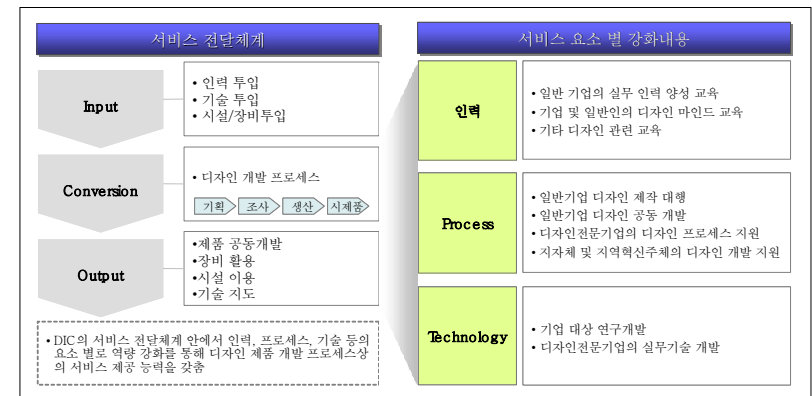 서비스 전달체계
Input
• 인력 투입
• 기술 투입
• 시설/장비투입
Conversion
• 디자인 개발 프로세스
기획 조사 생산 시제품
Output
•제품 공동개발
•장비 활용
•시설 이용
•기술 지도
• DIC의 서비스 전달체계 안에서 인력, 프로세스, 기술 등의
요소 별로 역량 강화를 통해 디자인 제품 개발 프로세스상
의 서비스 제공 능력을 갖춤
서비스 요소 별 강화내용
인력
• 일반 기업의 실무 인력 양성 교육
• 기업 및 일반인의 디자인 마인드 교육
• 기타 디자인 관련 교육
Process
• 일반기업 디자인 제작 대행
• 일반기업 디자인 공동 개발
• 디자인전문기업의 디자인 프로세스 지원
• 지자체 및 지역혁신주체의 디자인 개발 지원
Technology
• 기업 대상 연구개발
• 디자인전문기업의 실무기술 개발